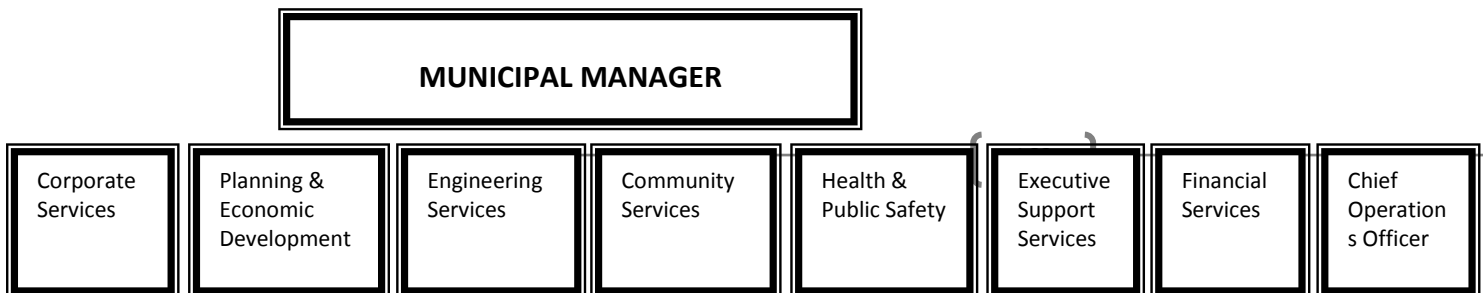 MUNICIPAL MANAGER
Corporate
Services
Planning &
Economic
Development
Engineering
Services
Community
Services
Health &
Public Safety
Executive
Support
Services
Financial
Services
Chief
Operation
s Officer